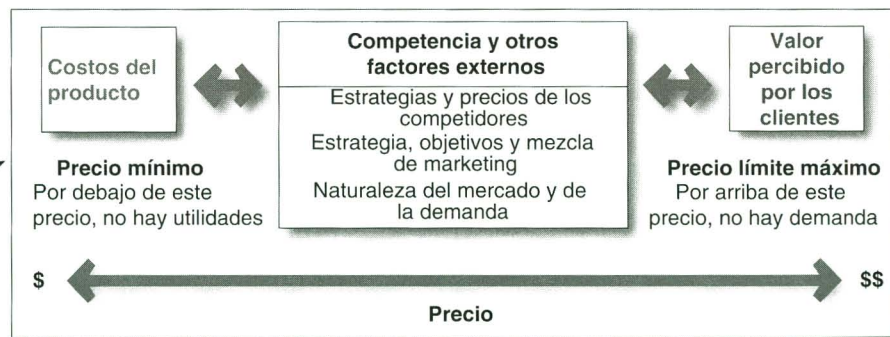 Costos del
producto
Precio mínimo
Por debajo de este
precio, no hay utilidades
Competencia y otros
factores externos
Estrategias y precios de los
competidores
Estrategia, objetivos y mezcla
de marketing
Naturaleza del mercado y de
la demanda
Valor
percibido
por los
clientes
Precio límite máximo
Por arriba de este
precio, no hay demanda
$
$$
Precio